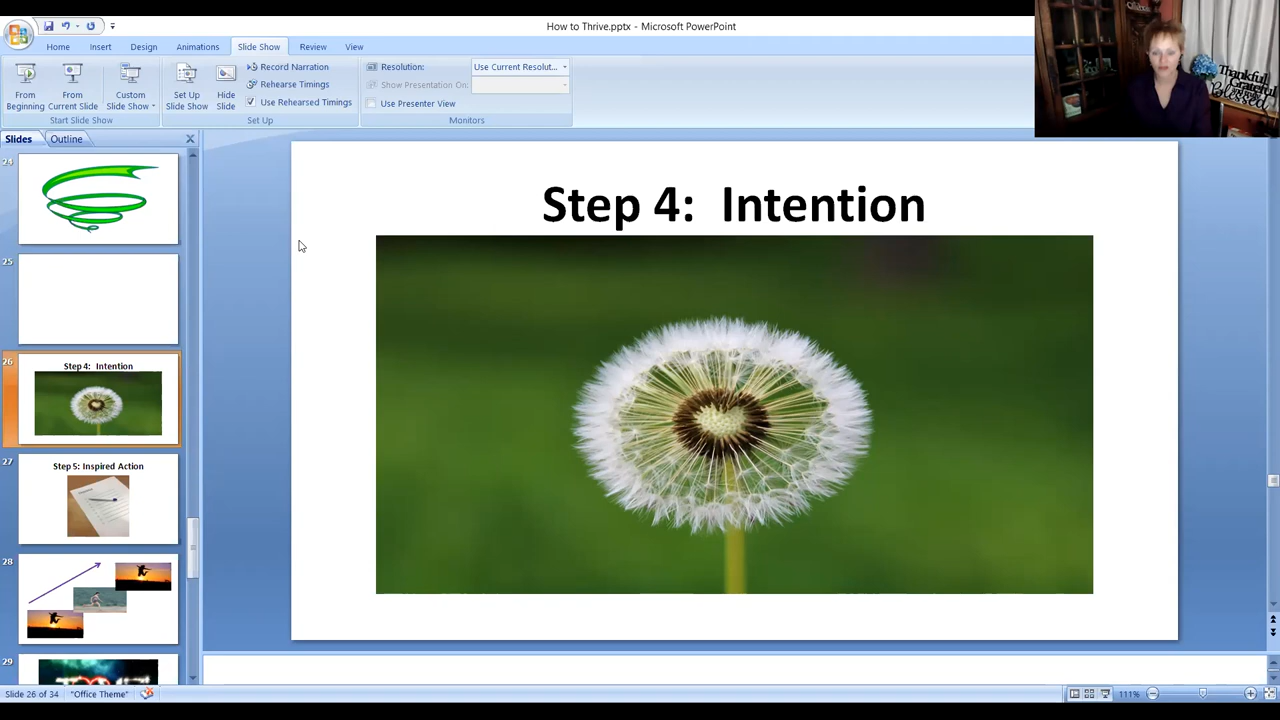 How to Thrive.pptx - Microsoft PowerPoint
Home Insert Design Animations Slide Show Review View
From Beginning
From Current Slide
Custom Slide Show
Start Slide Show
Set Up Slide Show
Hide Slide
Record Narration
Rehearse Timings
Use Rehearsed Timings
Set Up
Resolution: Use Current Resolut...
Show Presentation On:
Use Presenter View
Monitors
Thankful
Grateful
Blessed
Slides Outline
24
25
26
Step 4: Intention
27
Step 5: Inspired Action
28
29
Step 4: Intention
Slide 26 of 34 "Office Theme" 111%